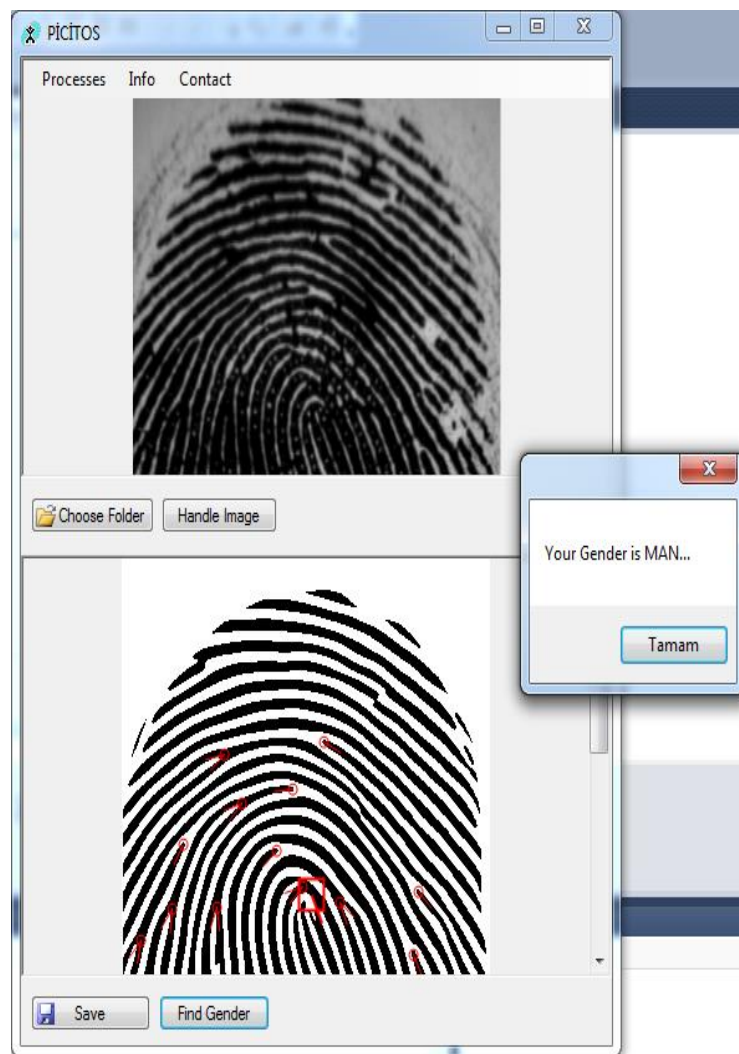 PİCİTOS
Processes Info Contact
Choose Folder Handle Image
Your Gender is MAN...
Tamam
Save Find Gender